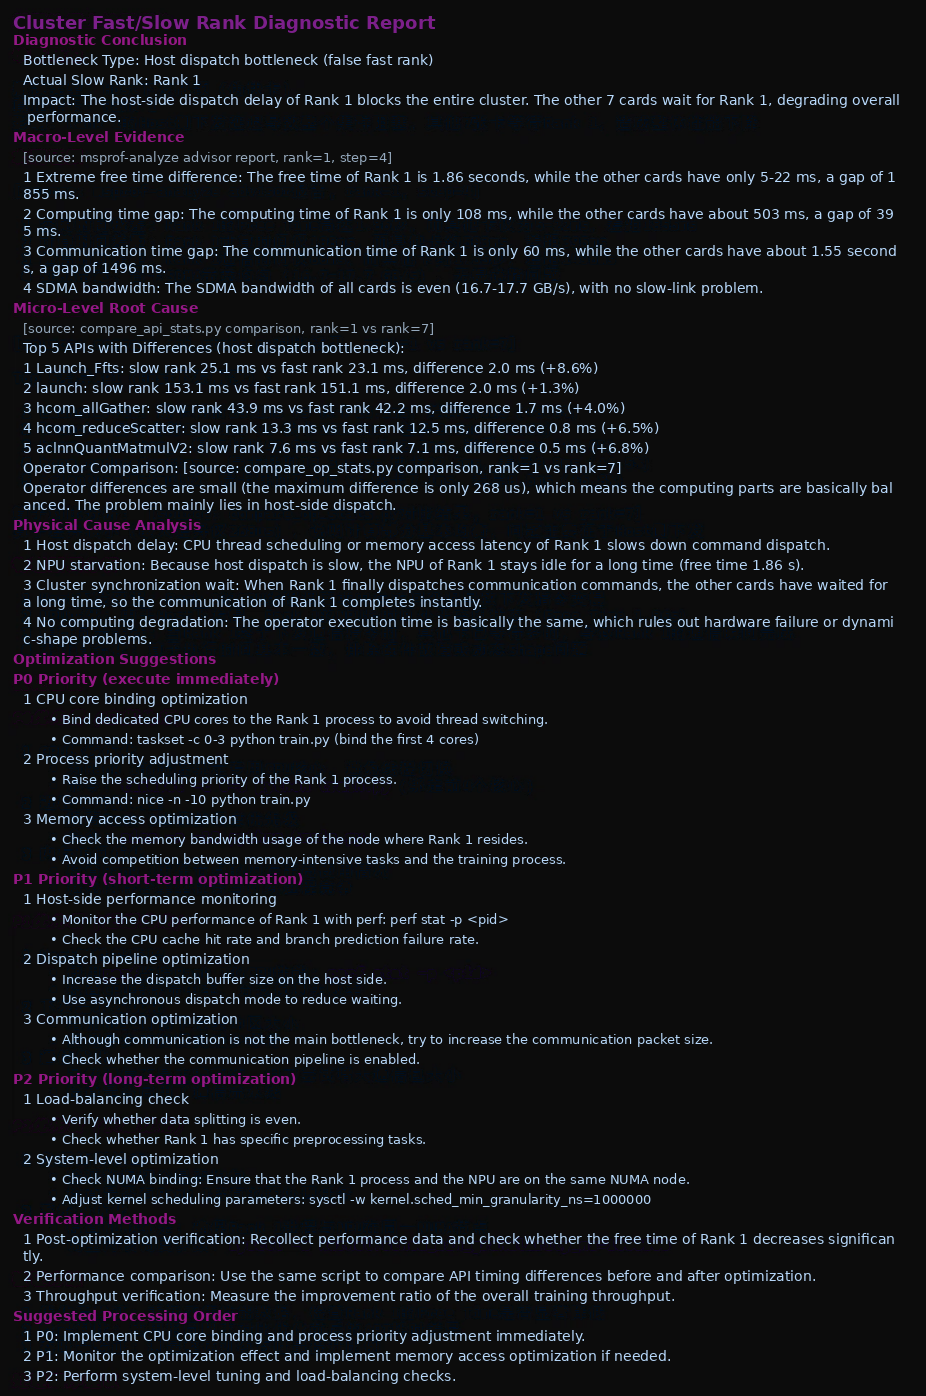 Cluster Fast/Slow Rank Diagnostic Report
Diagnostic Conclusion
Bottleneck Type: Host dispatch bottleneck (false fast rank)
Actual Slow Rank: Rank 1
Impact: The host-side dispatch delay of Rank 1 blocks the entire cluster. The other 7 cards wait for Rank 1, degrading overall
performance.
Macro-Level Evidence
[source: msprof-analyze advisor report, rank=1, step=4]
1 Extreme free time difference: The free time of Rank 1 is 1.86 seconds, while the other cards have only 5-22 ms, a gap of 1
855 ms.
2 Computing time gap: The computing time of Rank 1 is only 108 ms, while the other cards have about 503 ms, a gap of 39
5 ms.
3 Communication time gap: The communication time of Rank 1 is only 60 ms, while the other cards have about 1.55 second
s, a gap of 1496 ms.
4 SDMA bandwidth: The SDMA bandwidth of all cards is even (16.7-17.7 GB/s), with no slow-link problem.
Micro-Level Root Cause
[source: compare_api_stats.py comparison, rank=1 vs rank=7]
Top 5 APIs with Differences (host dispatch bottleneck):
1 Launch_Ffts: slow rank 25.1 ms vs fast rank 23.1 ms, difference 2.0 ms (+8.6%)
2 launch: slow rank 153.1 ms vs fast rank 151.1 ms, difference 2.0 ms (+1.3%)
3 hcom_allGather: slow rank 43.9 ms vs fast rank 42.2 ms, difference 1.7 ms (+4.0%)
4 hcom_reduceScatter: slow rank 13.3 ms vs fast rank 12.5 ms, difference 0.8 ms (+6.5%)
5 aclnnQuantMatmulV2: slow rank 7.6 ms vs fast rank 7.1 ms, difference 0.5 ms (+6.8%)
Operator Comparison: [source: compare_op_stats.py comparison, rank=1 vs rank=7]
Operator differences are small (the maximum difference is only 268 us), which means the computing parts are basically bal
anced. The problem mainly lies in host-side dispatch.
Physical Cause Analysis
1 Host dispatch delay: CPU thread scheduling or memory access latency of Rank 1 slows down command dispatch.
2 NPU starvation: Because host dispatch is slow, the NPU of Rank 1 stays idle for a long time (free time 1.86 s).
3 Cluster synchronization wait: When Rank 1 finally dispatches communication commands, the other cards have waited for
a long time, so the communication of Rank 1 completes instantly.
4 No computing degradation: The operator execution time is basically the same, which rules out hardware failure or dynami
c-shape problems.
Optimization Suggestions
P0 Priority (execute immediately)
1 CPU core binding optimization
• Bind dedicated CPU cores to the Rank 1 process to avoid thread switching.
• Command: taskset -c 0-3 python train.py (bind the first 4 cores)
2 Process priority adjustment
• Raise the scheduling priority of the Rank 1 process.
• Command: nice -n -10 python train.py
3 Memory access optimization
• Check the memory bandwidth usage of the node where Rank 1 resides.
• Avoid competition between memory-intensive tasks and the training process.
P1 Priority (short-term optimization)
1 Host-side performance monitoring
• Monitor the CPU performance of Rank 1 with perf: perf stat -p <pid>
• Check the CPU cache hit rate and branch prediction failure rate.
2 Dispatch pipeline optimization
• Increase the dispatch buffer size on the host side.
• Use asynchronous dispatch mode to reduce waiting.
3 Communication optimization
• Although communication is not the main bottleneck, try to increase the communication packet size.
• Check whether the communication pipeline is enabled.
P2 Priority (long-term optimization)
1 Load-balancing check
• Verify whether data splitting is even.
• Check whether Rank 1 has specific preprocessing tasks.
2 System-level optimization
• Check NUMA binding: Ensure that the Rank 1 process and the NPU are on the same NUMA node.
• Adjust kernel scheduling parameters: sysctl -w kernel.sched_min_granularity_ns=1000000
Verification Methods
1 Post-optimization verification: Recollect performance data and check whether the free time of Rank 1 decreases significan
tly.
2 Performance comparison: Use the same script to compare API timing differences before and after optimization.
3 Throughput verification: Measure the improvement ratio of the overall training throughput.
Suggested Processing Order
1 P0: Implement CPU core binding and process priority adjustment immediately.
2 P1: Monitor the optimization effect and implement memory access optimization if needed.
3 P2: Perform system-level tuning and load-balancing checks.